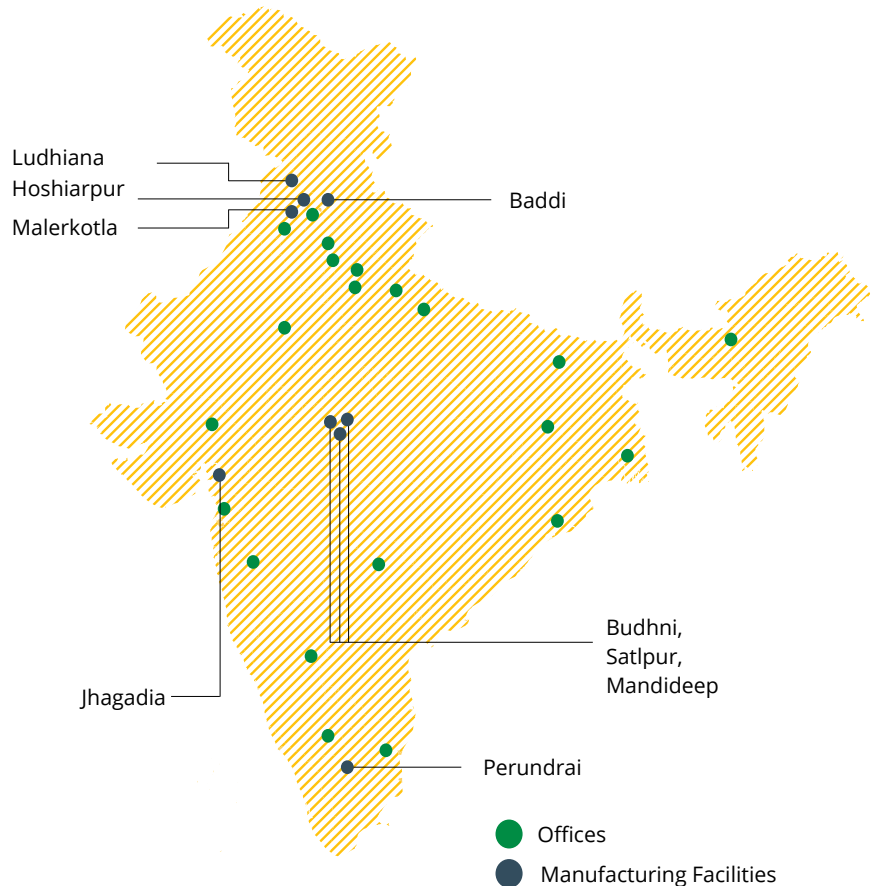 Ludhiana
Hoshiarpur
Malerkotla
Baddi
Budhni,
Satlpur,
Mandideep
Jhagadia
Perundrai
Offices
Manufacturing Facilities